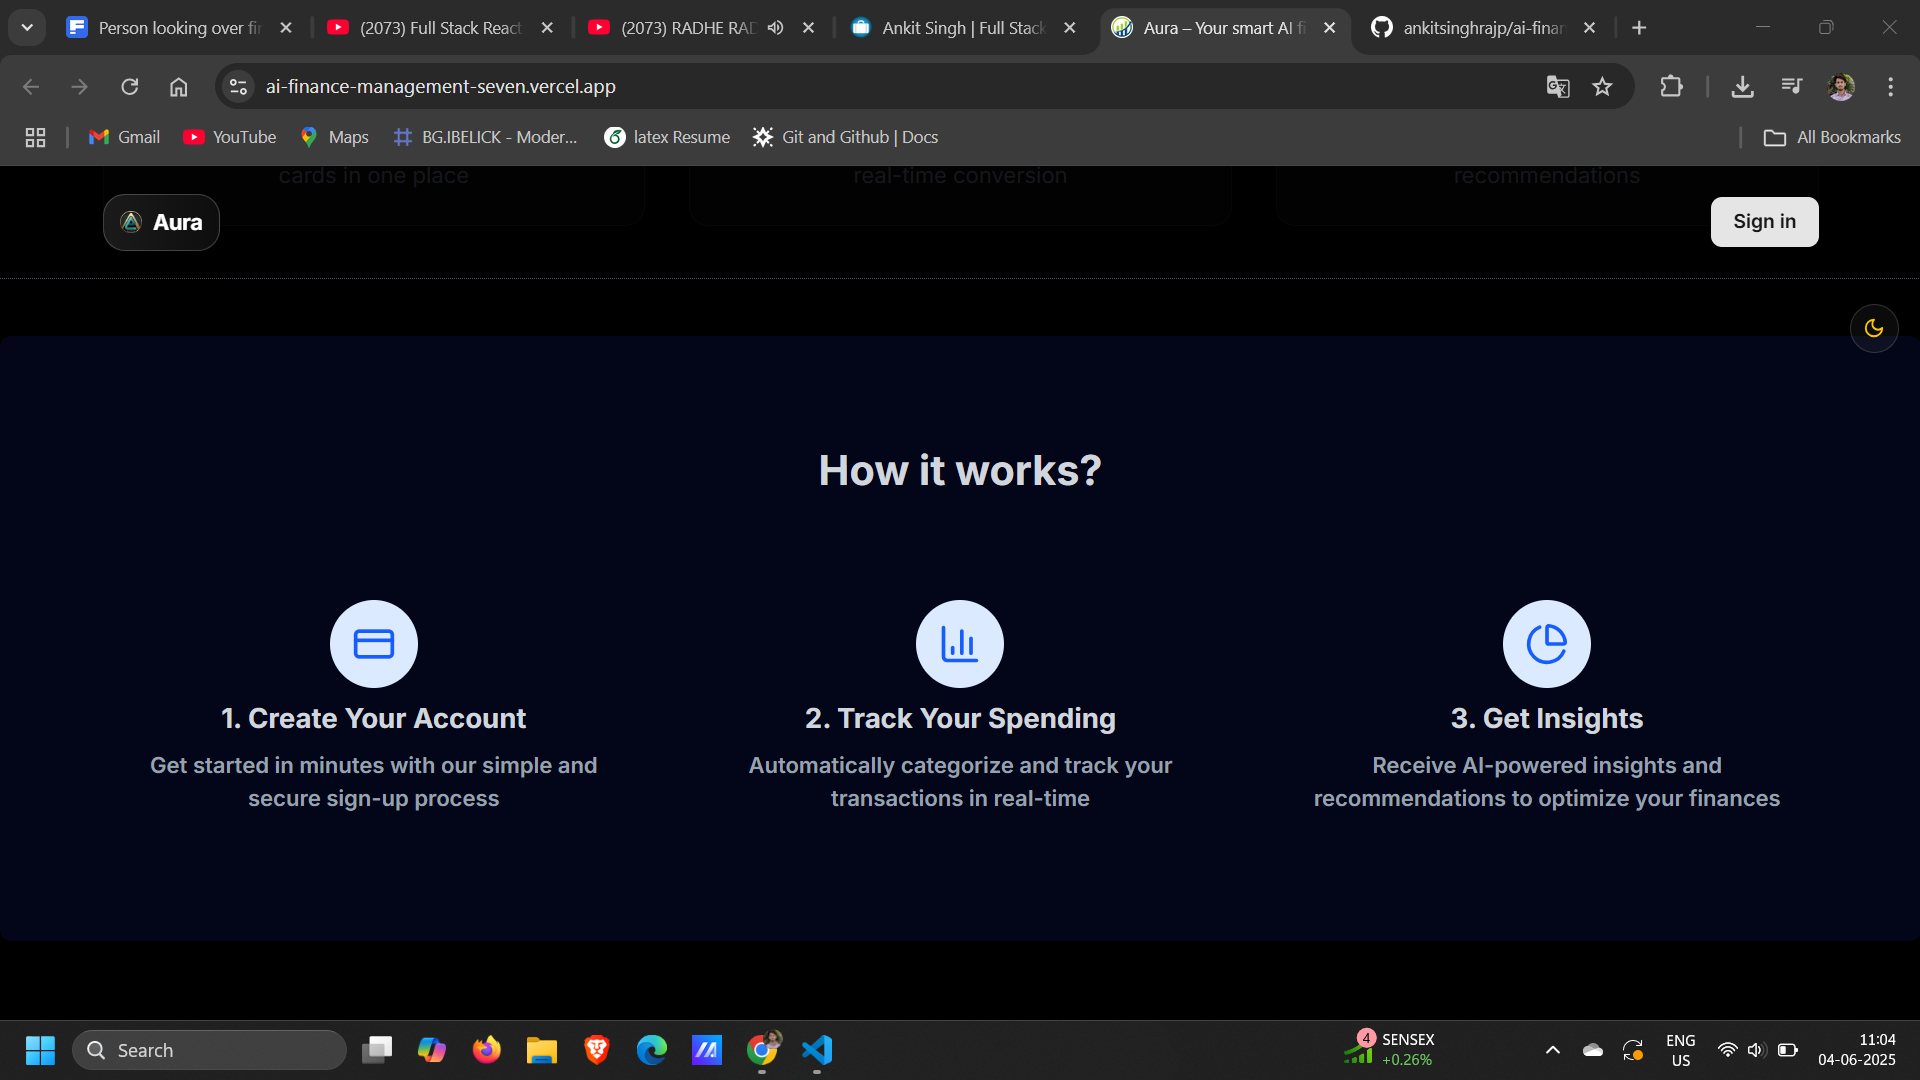 Person looking over fi
(2073) Full Stack React
(2073) RADHE RAD
Ankit Singh | Full Stack
Aura – Your smart AI fi
ankitsinghrajp/ai-finan
ai-finance-management-seven.vercel.app
Gmail
YouTube
Maps
BG.IBELICK - Moder...
latex Resume
Git and Github | Docs
All Bookmarks
cards in one place
real-time conversion
recommendations
Aura
Sign in
How it works?
1. Create Your Account
Get started in minutes with our simple and
secure sign-up process
2. Track Your Spending
Automatically categorize and track your
transactions in real-time
3. Get Insights
Receive AI-powered insights and
recommendations to optimize your finances
Search
4
SENSEX
+0.26%
ENG
US
11:04
04-06-2025